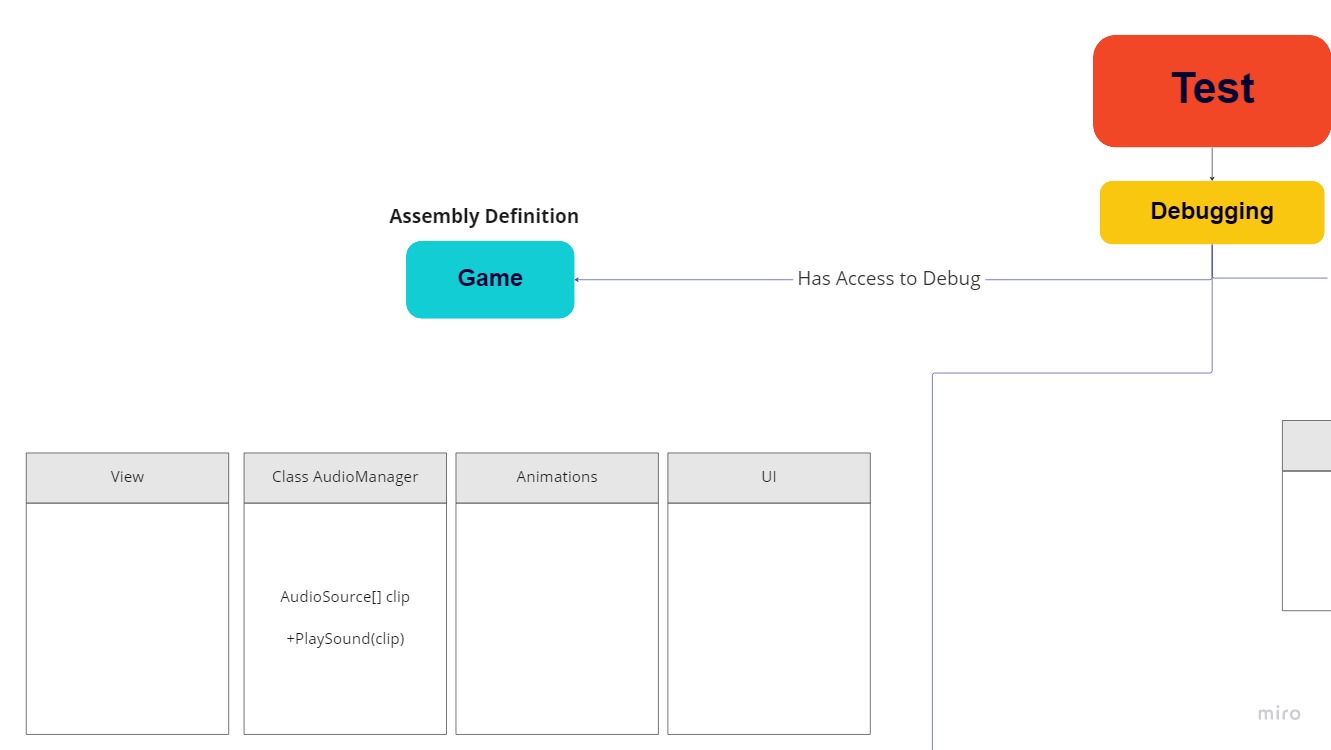 Test
Debugging
Assembly Definition
Game
Has Access to Debug
View
Class AudioManager
Animations
UI
AudioSource[] clip
+PlaySound(clip)
miro